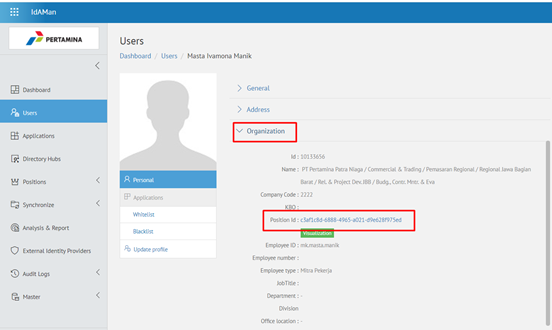 IdAMan
PERTAMINA
Dashboard
Users
Applications
Directory Hubs
Positions
Synchronize
Analysis & Report
External Identity Providers
Audit Logs
Master
Users
Dashboard / Users / Masta Ivamona Manik
Personal
Applications
Whitelist
Blacklist
Update profile
General
Address
Organization
Id : 10133656
Name : PT Pertamina Patra Niaga / Commercial & Trading / Pemasaran Regional / Regional Jawa Bagian
Barat / Rel. & Project Dev.JBB / Budg., Contr. Mntr. & Eva
Company Code : 2222
KBO :
Position Id : c3af1c8d-6888-4965-a021-d9e628f975ed
Employee ID : mk.masta.manik
Employee number :
Employee type : Mitra Pekerja
JobTitle :
Department : -
Division
Office location : -